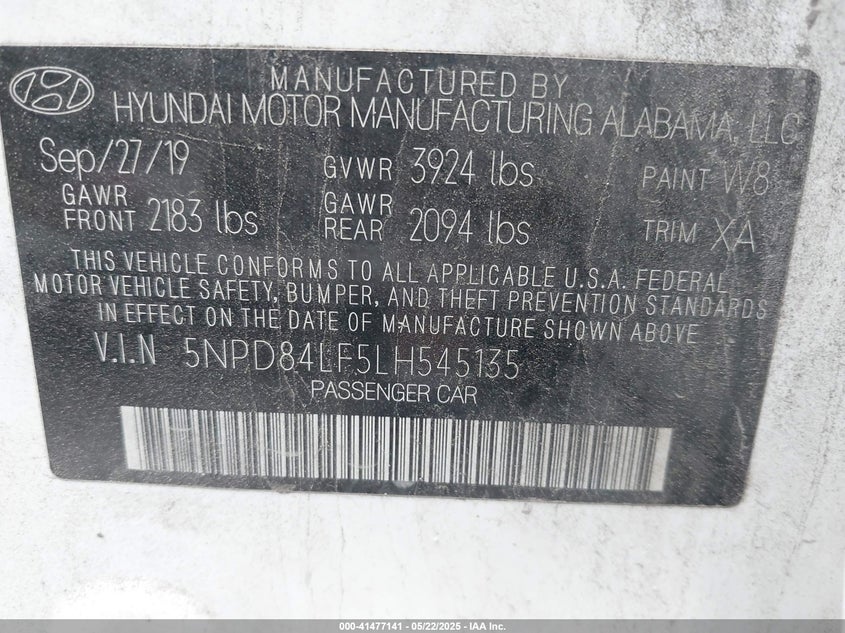 MANUFACTURED BY
HYUNDAI MOTOR MANUFACTURING ALABAMA, LLC
Sep/27/19 GVWR 3924 lbs PAINT W8
GAWR FRONT 2183 lbs GAWR REAR 2094 lbs TRIM XA
THIS VEHICLE CONFORMS TO ALL APPLICABLE U.S.A. FEDERAL
MOTOR VEHICLE SAFETY, BUMPER, AND THEFT PREVENTION STANDARDS
IN EFFECT ON THE DATE OF MANUFACTURE SHOWN ABOVE
V.I.N 5NPD84LF5LH545135
PASSENGER CAR
000-41477141 - 05/22/2025 - IAA Inc.